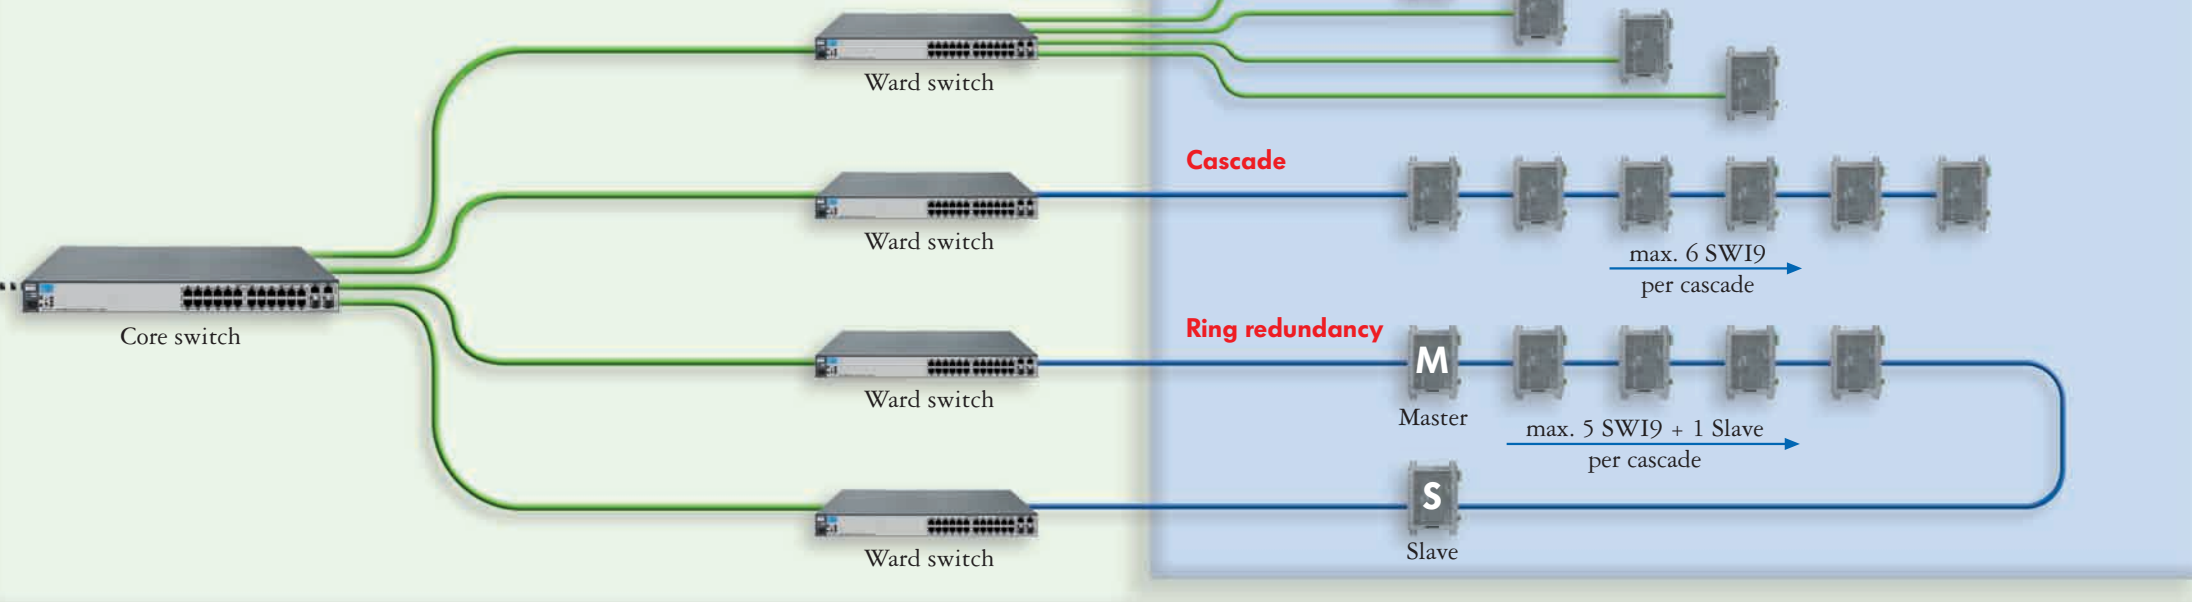 Ward switch
Cascade
Ward switch
max. 6 SWI9
per cascade
Core switch
Ring redundancy
M
Ward switch
Master
max. 5 SWI9 + 1 Slave
per cascade
S
Ward switch
Slave